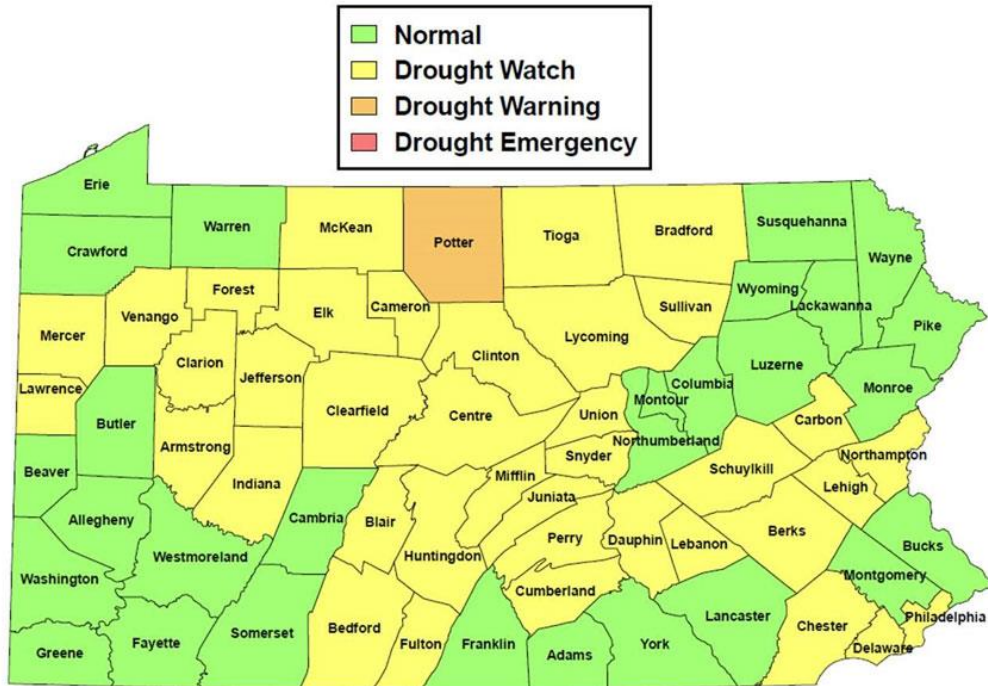 Normal
Drought Watch
Drought Warning
Drought Emergency
Erie
Crawford
Warren
McKean
Potter
Tioga
Bradford
Susquehanna
Wayne
Wyoming
Lackawanna
Pike
Forest
Venango
Elk
Cameron
Sullivan
Mercer
Clarion
Jefferson
Clinton
Lycoming
Luzerne
Monroe
Lawrence
Butler
Clearfield
Centre
Union
Montour
Columbia
Carbon
Armstrong
Northumberland
Snyder
Schuylkill
Northampton
Beaver
Indiana
Mifflin
Juniata
Lehigh
Allegheny
Cambria
Blair
Huntingdon
Perry
Dauphin
Lebanon
Berks
Bucks
Westmoreland
Washington
Cumberland
Montgomery
Philadelphia
Greene
Fayette
Somerset
Bedford
Fulton
Franklin
Adams
York
Lancaster
Chester
Delaware